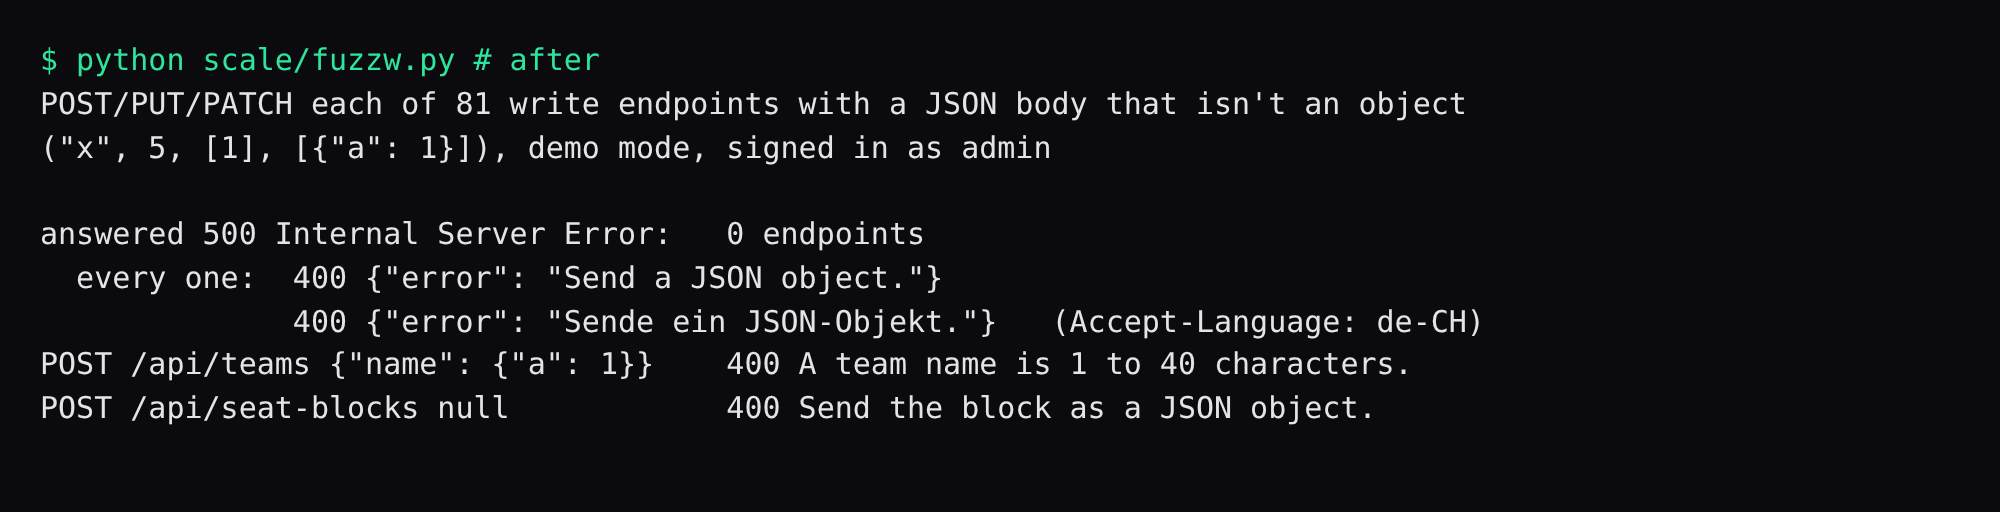 $ python scale/fuzzw.py # after
POST/PUT/PATCH each of 81 write endpoints with a JSON body that isn't an object
("x", 5, [1], [{"a": 1}]), demo mode, signed in as admin
answered 500 Internal Server Error:   0 endpoints
  every one:  400 {"error": "Send a JSON object."}
              400 {"error": "Sende ein JSON-Objekt."}   (Accept-Language: de-CH)
POST /api/teams {"name": {"a": 1}}    400 A team name is 1 to 40 characters.
POST /api/seat-blocks null            400 Send the block as a JSON object.